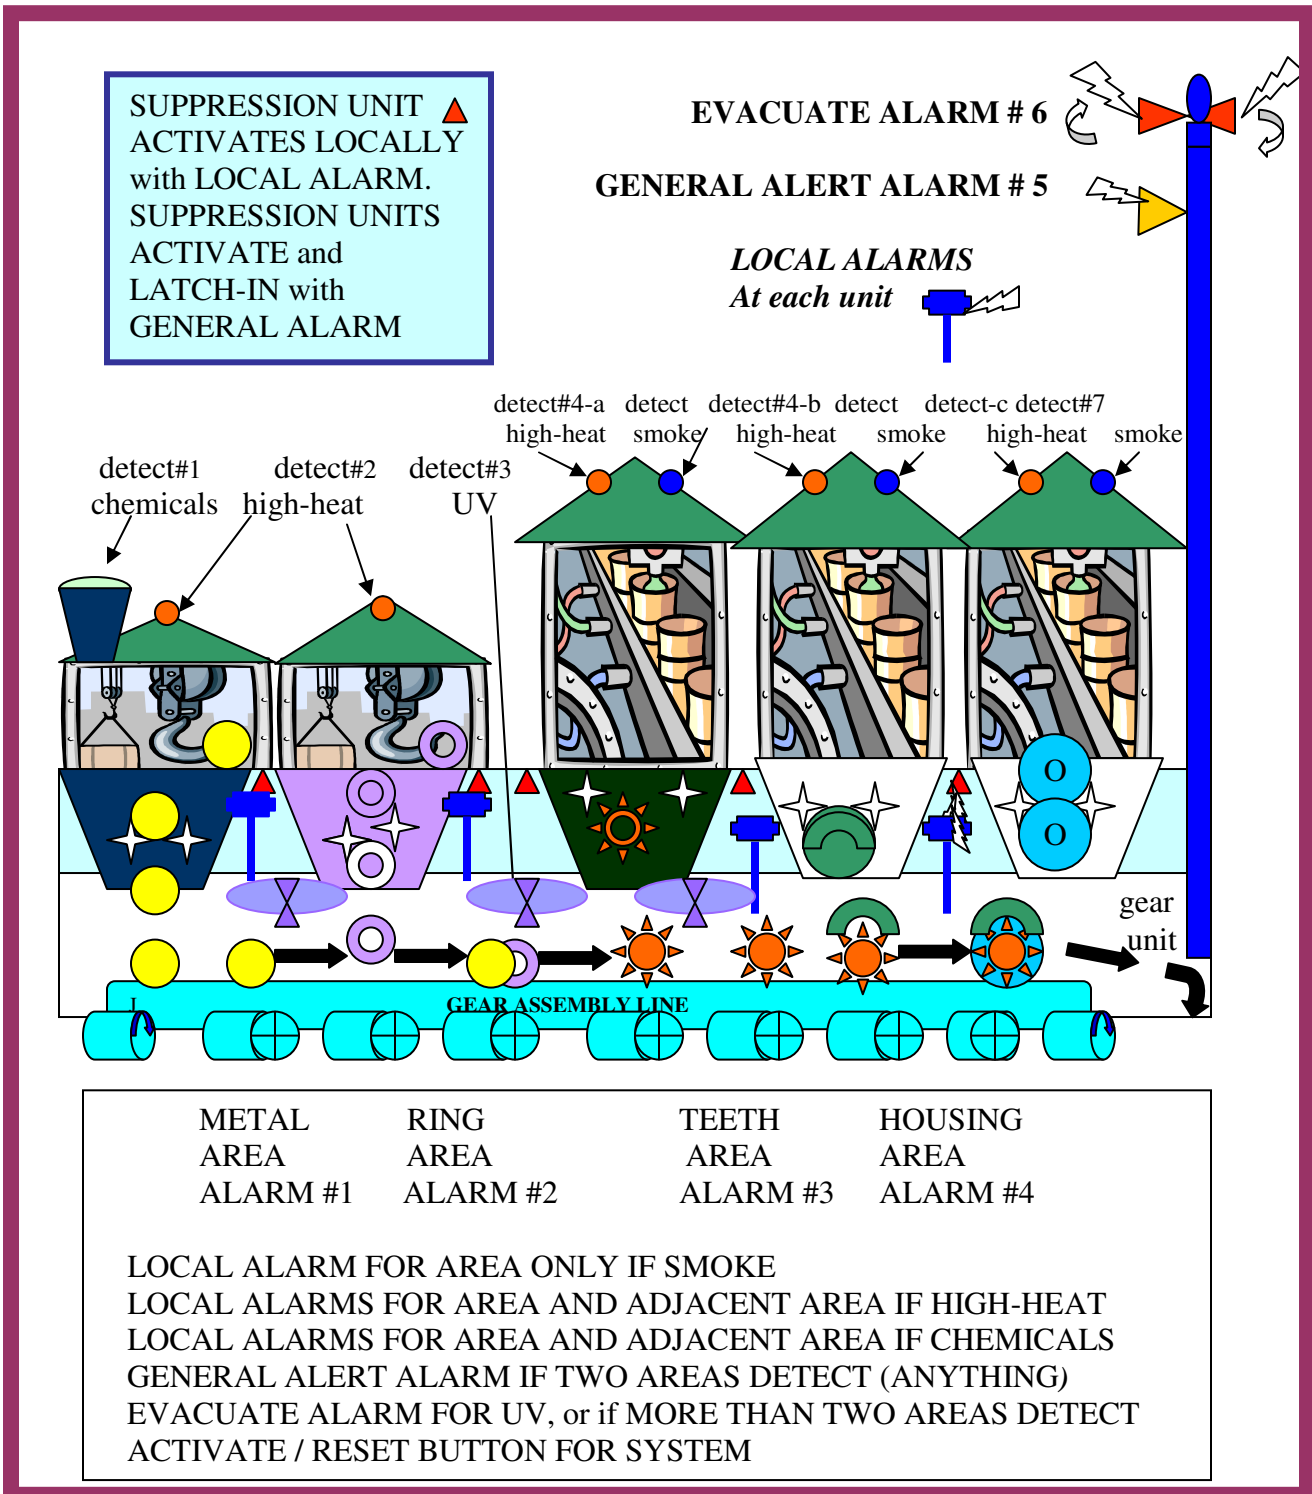 SUPPRESSION UNIT
ACTIVATES LOCALLY
with LOCAL ALARM.
SUPPRESSION UNITS
ACTIVATE and
LATCH-IN with
GENERAL ALARM
EVACUATE ALARM # 6
GENERAL ALERT ALARM # 5
LOCAL ALARMS
At each unit
detect#4-a detect detect#4-b detect detect-c detect#7
high-heat smoke high-heat smoke high-heat smoke
detect#1 detect#2 detect#3
chemicals high-heat UV
O
O
gear
unit
GEAR ASSEMBLY LINE
METAL RING TEETH HOUSING
AREA AREA AREA AREA
ALARM #1 ALARM #2 ALARM #3 ALARM #4
LOCAL ALARM FOR AREA ONLY IF SMOKE
LOCAL ALARMS FOR AREA AND ADJACENT AREA IF HIGH-HEAT
LOCAL ALARMS FOR AREA AND ADJACENT AREA IF CHEMICALS
GENERAL ALERT ALARM IF TWO AREAS DETECT (ANYTHING)
EVACUATE ALARM FOR UV, or if MORE THAN TWO AREAS DETECT
ACTIVATE / RESET BUTTON FOR SYSTEM